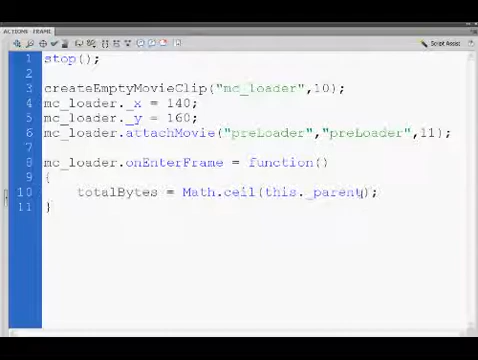 ACTIONS - FRAME
Script Assist
1 stop();
2
3 createEmptyMovieClip("mc_loader",10);
4 mc_loader._x = 140;
5 mc_loader._y = 160;
6 mc_loader.attachMovie("preLoader","preLoader",11);
7
8 mc_loader.onEnterFrame = function()
9 {
10 totalBytes = Math.ceil(this._parent);
11 }